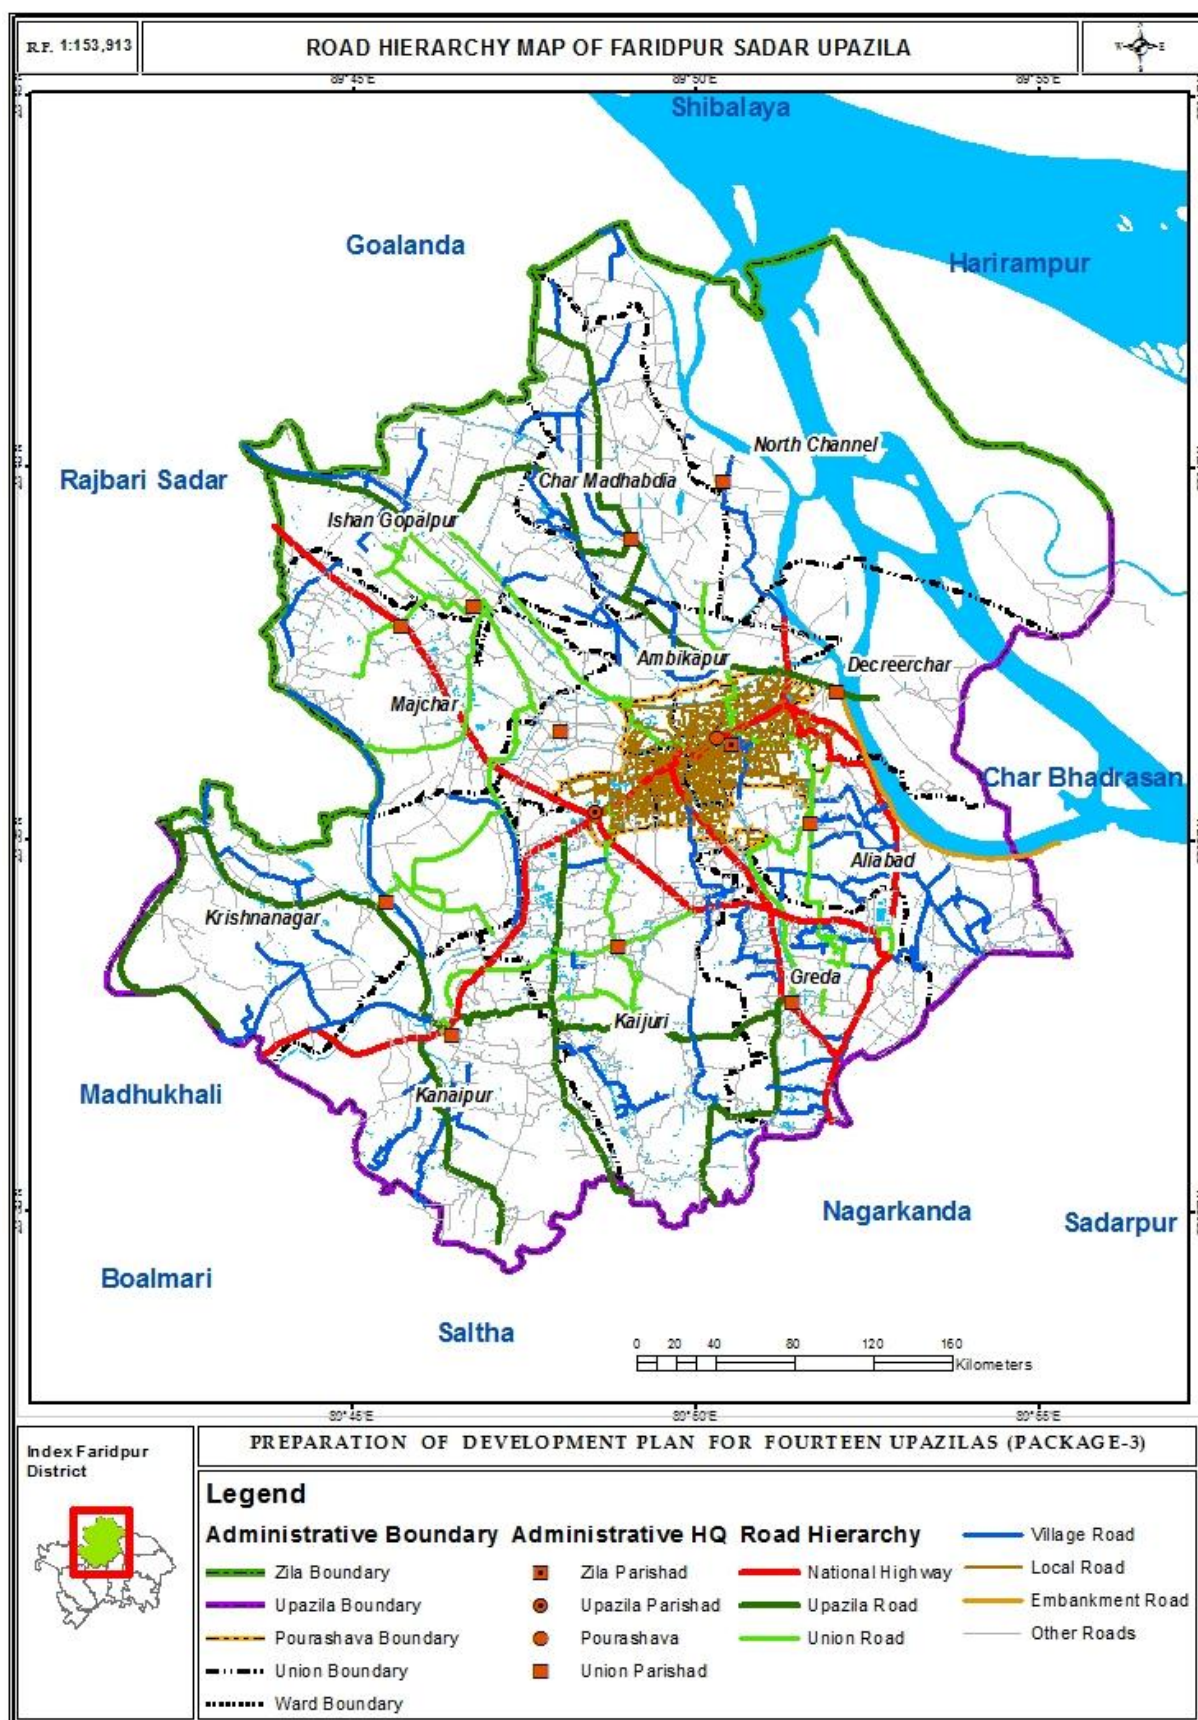 R.F. 1:153,913
ROAD HIERARCHY MAP OF FARIDPUR SADAR UPAZILA
N
W E
S
89°45'E 89°50'E 89°55'E
Shibalaya
Goalanda
Harirampur
North Channel
Rajbari Sadar
Char Madhabdia
Ishan Gopalpur
Ambikapur
Decreerchar
Majchar
Char Bhadrasan
Aliabad
Krishnanagar
Greda
Kaijuri
Madhukhali
Kanaipur
Nagarkanda
Sadarpur
Boalmari
Saltha
0 20 40 80 120 160
Kilometers
89°45'E 89°50'E 89°55'E
Index Faridpur
District
PREPARATION OF DEVELOPMENT PLAN FOR FOURTEEN UPAZILAS (PACKAGE-3)
Legend
Administrative Boundary
Zila Boundary
Upazila Boundary
Pourashava Boundary
Union Boundary
Ward Boundary
Administrative HQ
Zila Parishad
Upazila Parishad
Pourashava
Union Parishad
Road Hierarchy
National Highway
Upazila Road
Union Road
Village Road
Local Road
Embankment Road
Other Roads